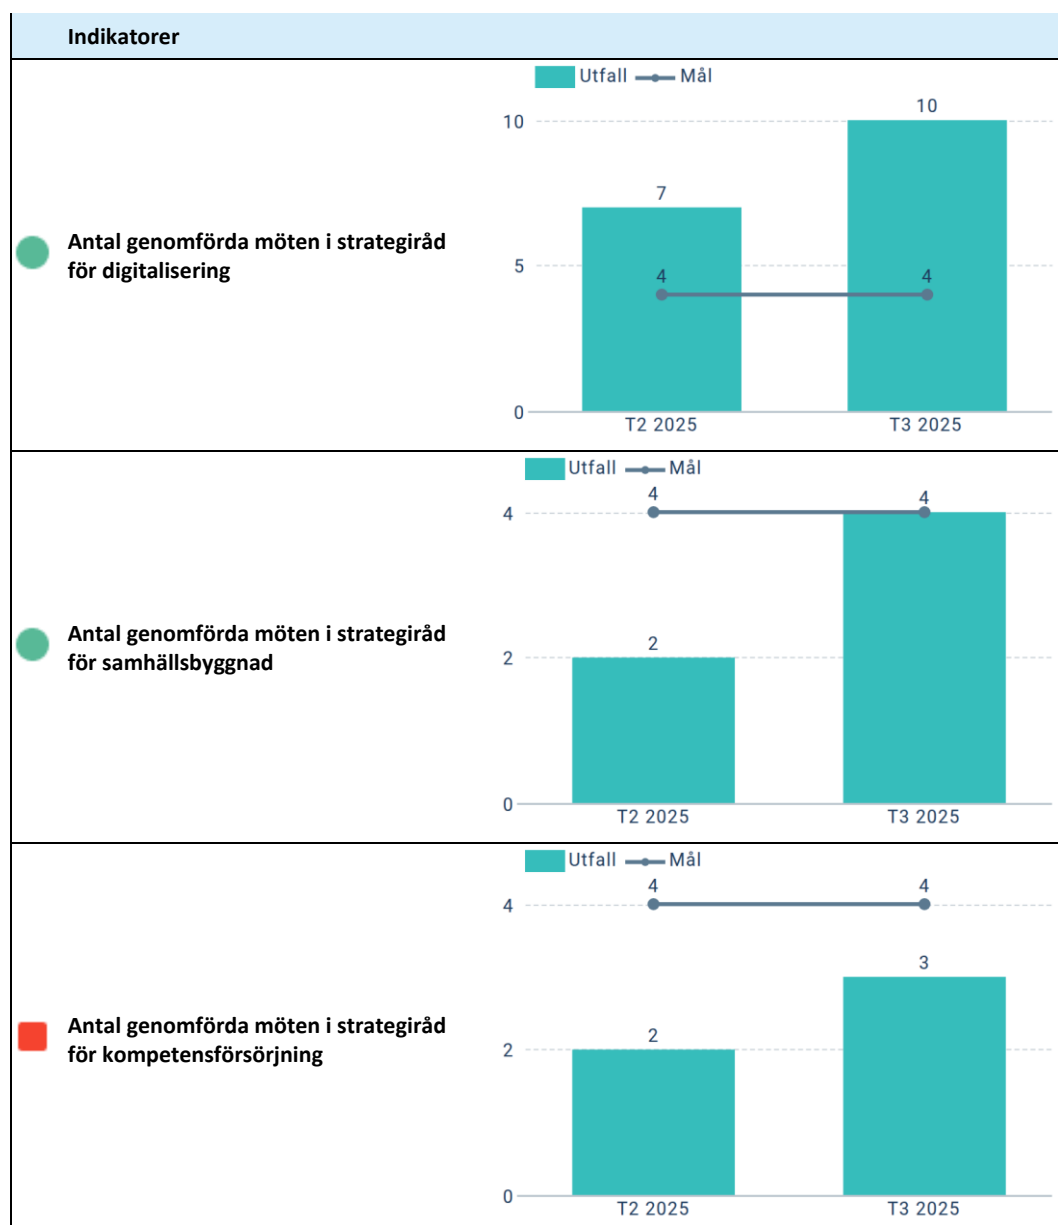 Indikatorer
Utfall Mål
10
10
7
Antal genomförda möten i strategiråd
för digitalisering
5
4
4
0
T2 2025
T3 2025
Utfall Mål
4
4
4
Antal genomförda möten i strategiråd
för samhällsbyggnad
2
2
0
T2 2025
T3 2025
Utfall Mål
4
4
4
3
Antal genomförda möten i strategiråd
för kompetensförsörjning
2
2
0
T2 2025
T3 2025